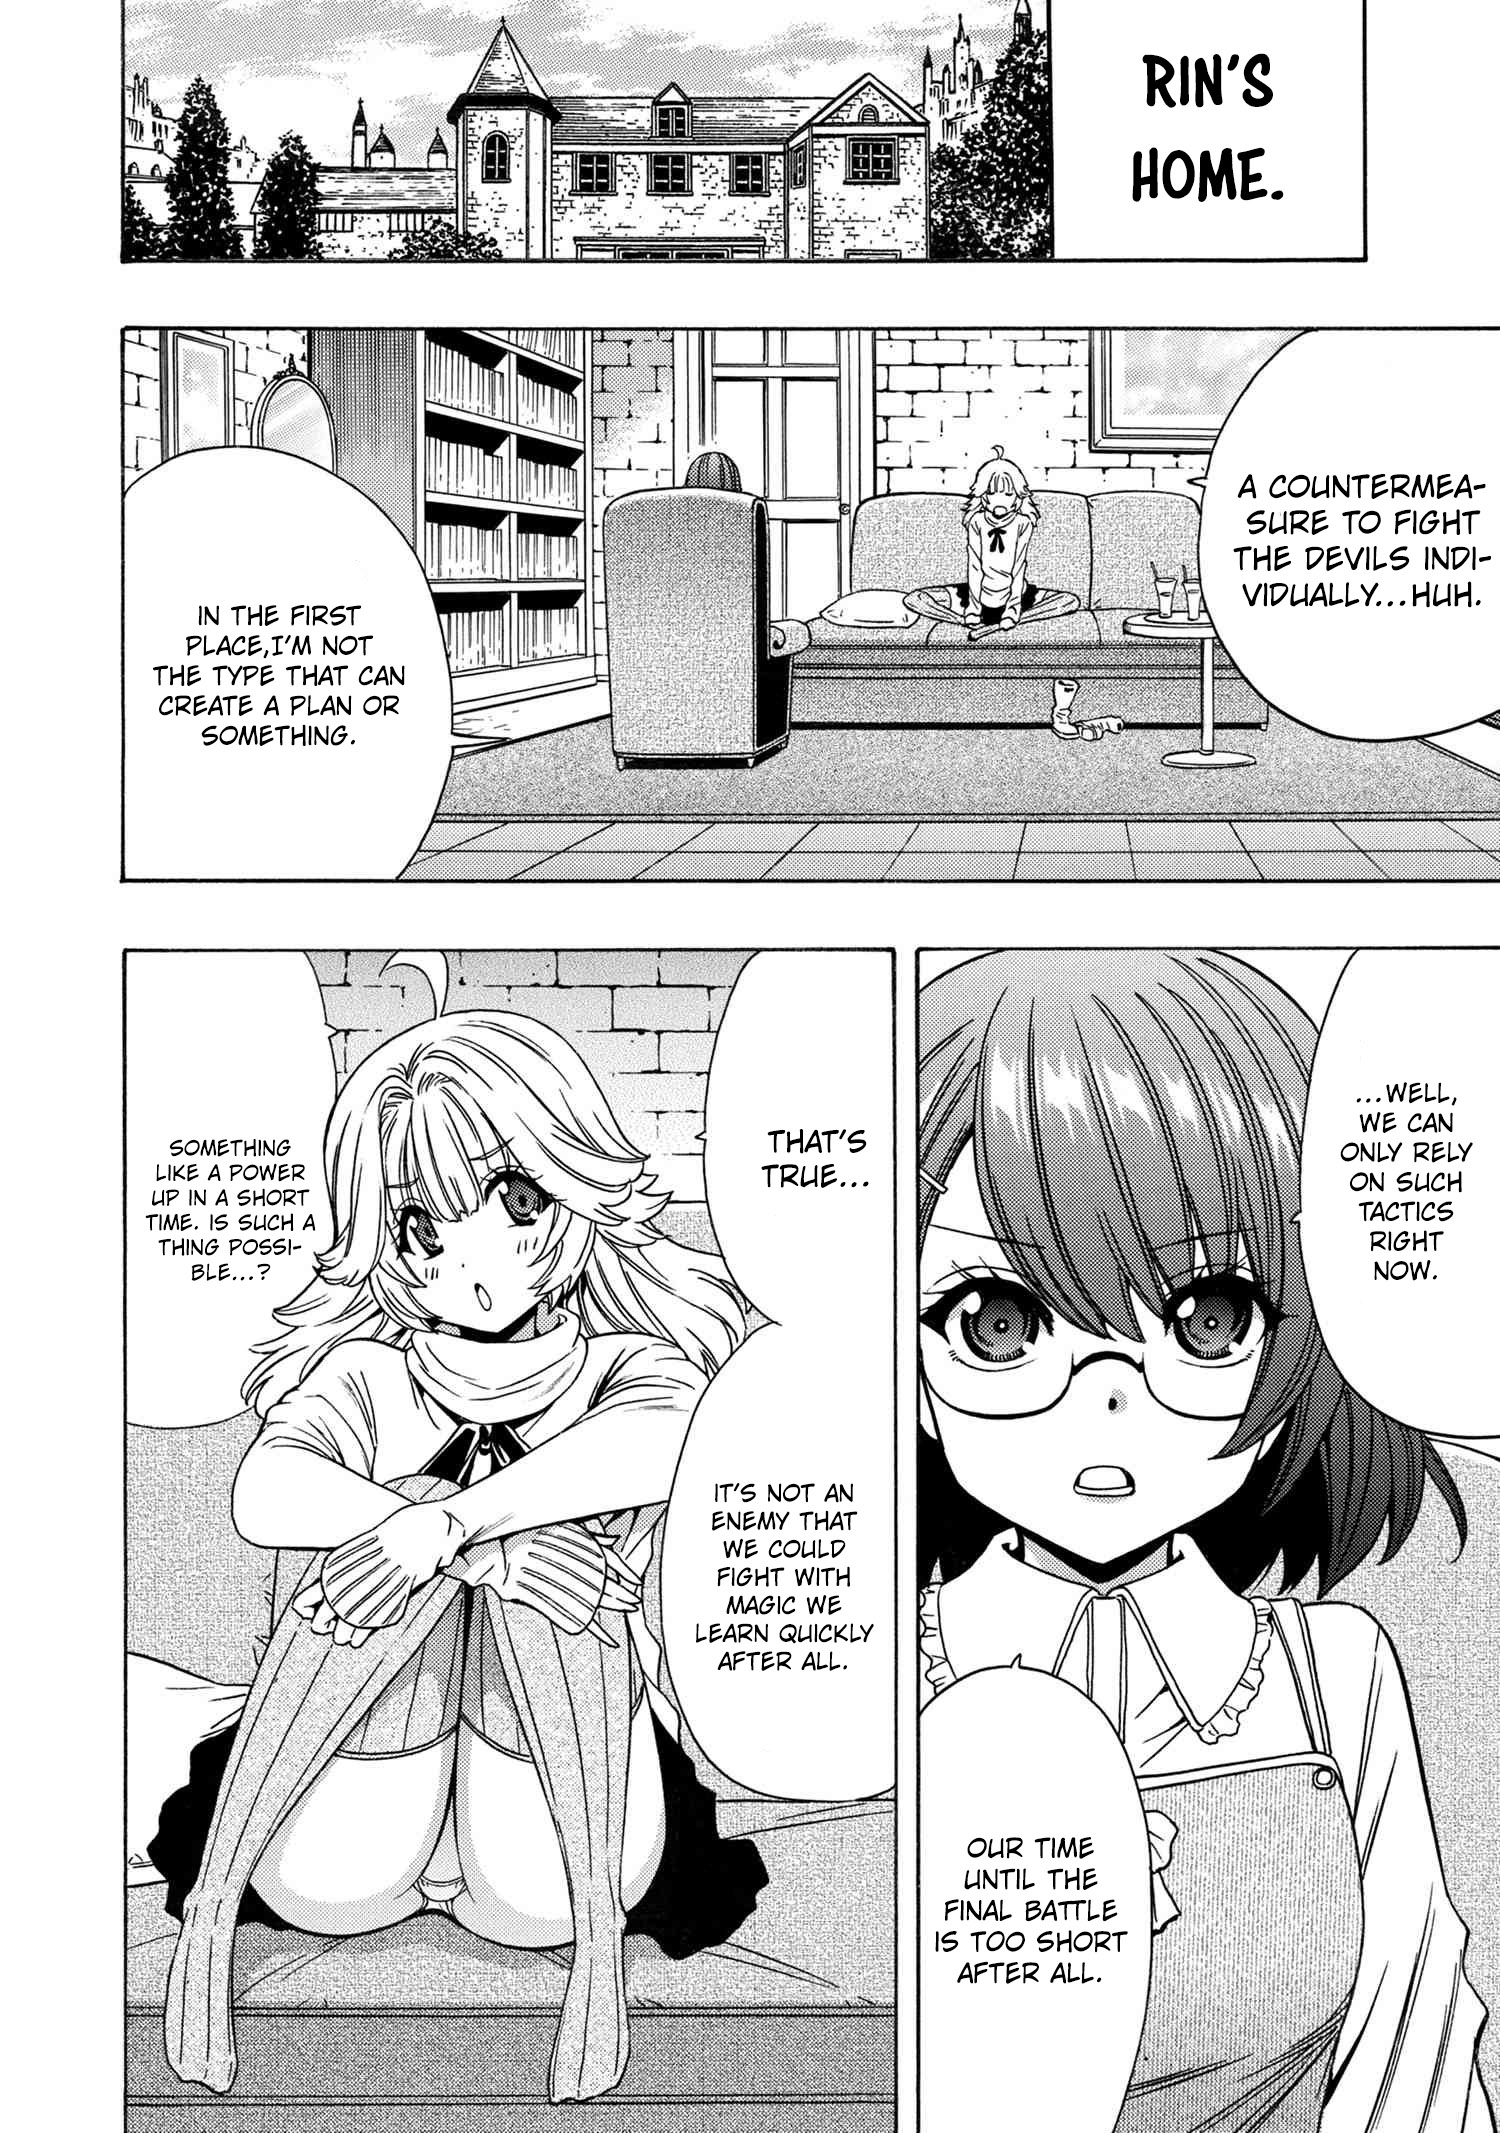 RIN'S
HOME.
A COUNTERMEA-
SURE TO FIGHT
THE DEVILS INDI-
VIDUALLY...HUH.
IN THE FIRST
PLACE,I'M NOT
THE TYPE THAT CAN
CREATE A PLAN OR
SOMETHING.
...WELL,
WE CAN
ONLY RELY
ON SUCH
TACTICS
RIGHT
NOW.
OUR TIME
UNTIL THE
FINAL BATTLE
IS TOO SHORT
AFTER ALL.
THAT'S
TRUE...
IT'S NOT AN
ENEMY THAT
WE COULD
FIGHT WITH
MAGIC WE
LEARN QUICKLY
AFTER ALL.
SOMETHING
LIKE A POWER
UP IN A SHORT
TIME. IS SUCH A
THING POSSI-
BLE...?